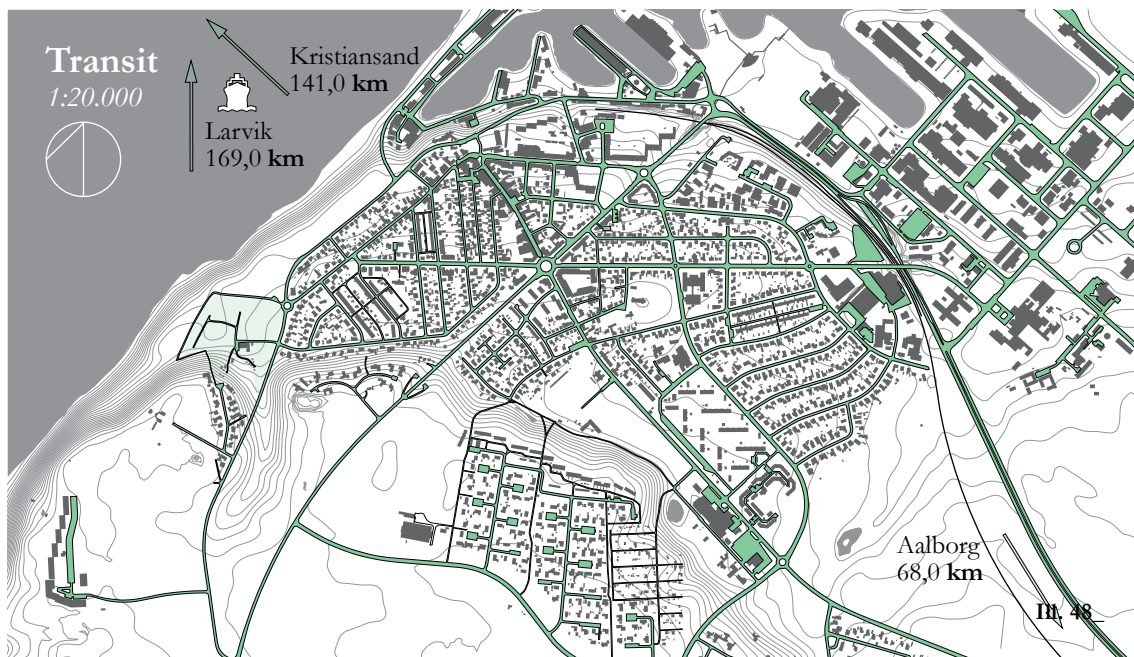 Transit
1:20.000
Kristiansand
141,0 km
Larvik
169,0 km
Aalborg
68,0 km
Ill. 48_